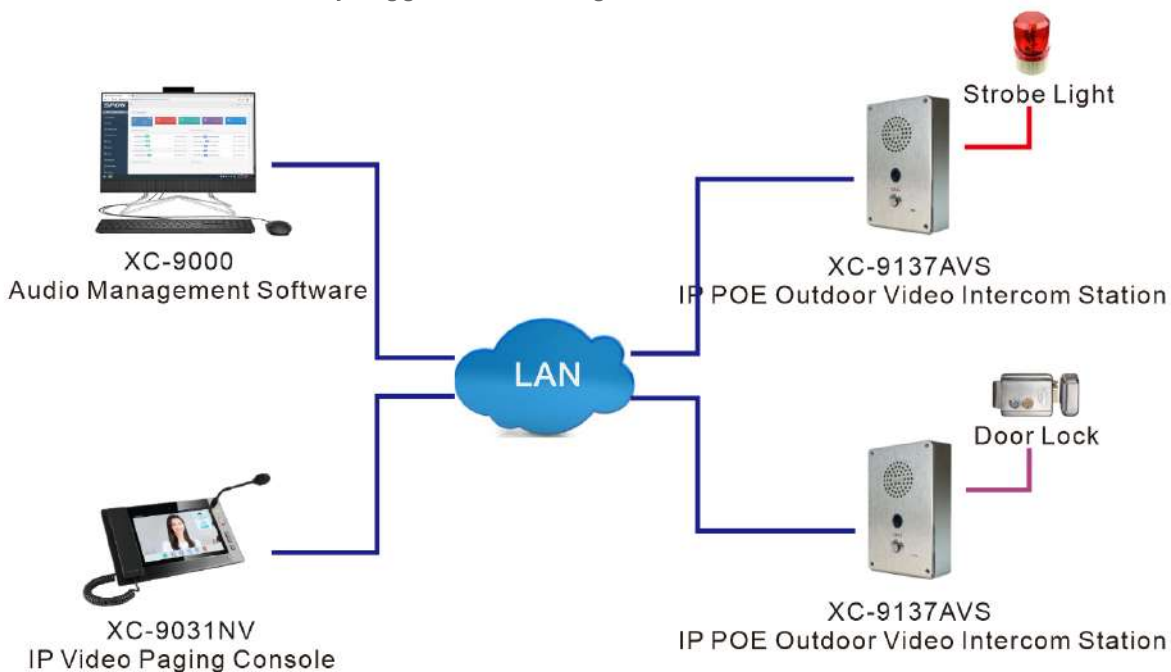 Strobe Light
XC-9000
Audio Management Software
XC-9137AVS
IP POE Outdoor Video Intercom Station
LAN
Door Lock
XC-9031NV
IP Video Paging Console
XC-9137AVS
IP POE Outdoor Video Intercom Station